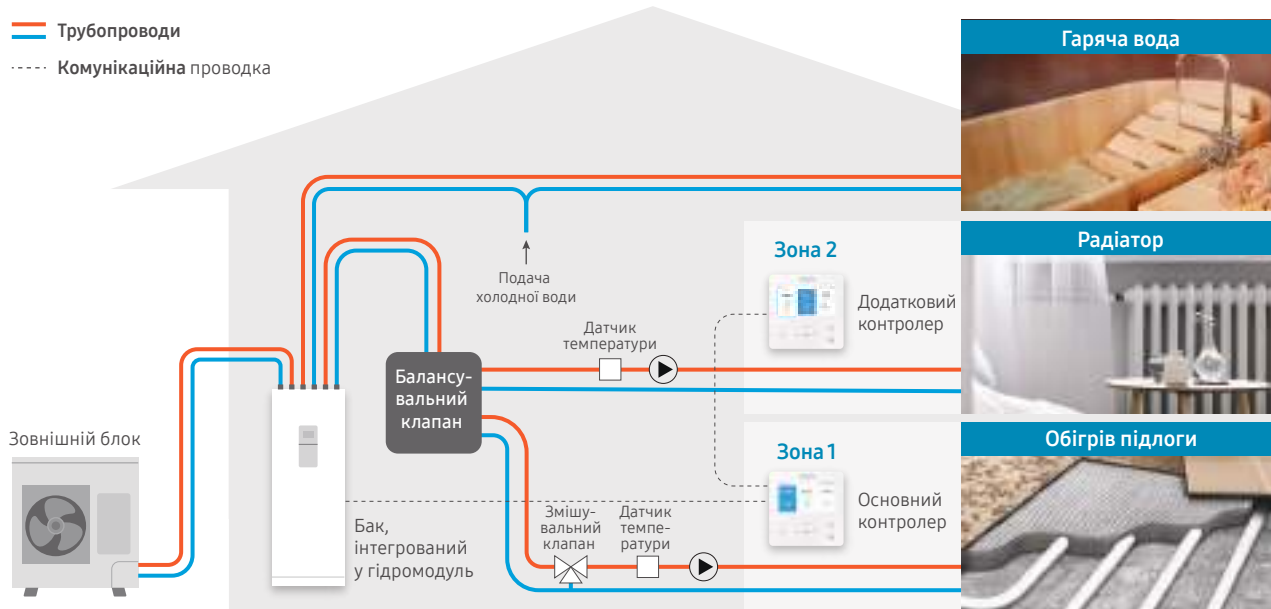 Трубопроводи
Комунікаційна проводка
Гаряча вода
Подача
холодної води
Зона 2
Додатковий
контролер
Радіатор
Датчик
температури
Балансу-
вальний
клапан
Зовнішній блок
Бак,
інтегрований
у гідромодуль
Змішу-
вальний
клапан
Датчик
темпе-
ратури
Зона 1
Основний
контролер
Обігрів підлоги